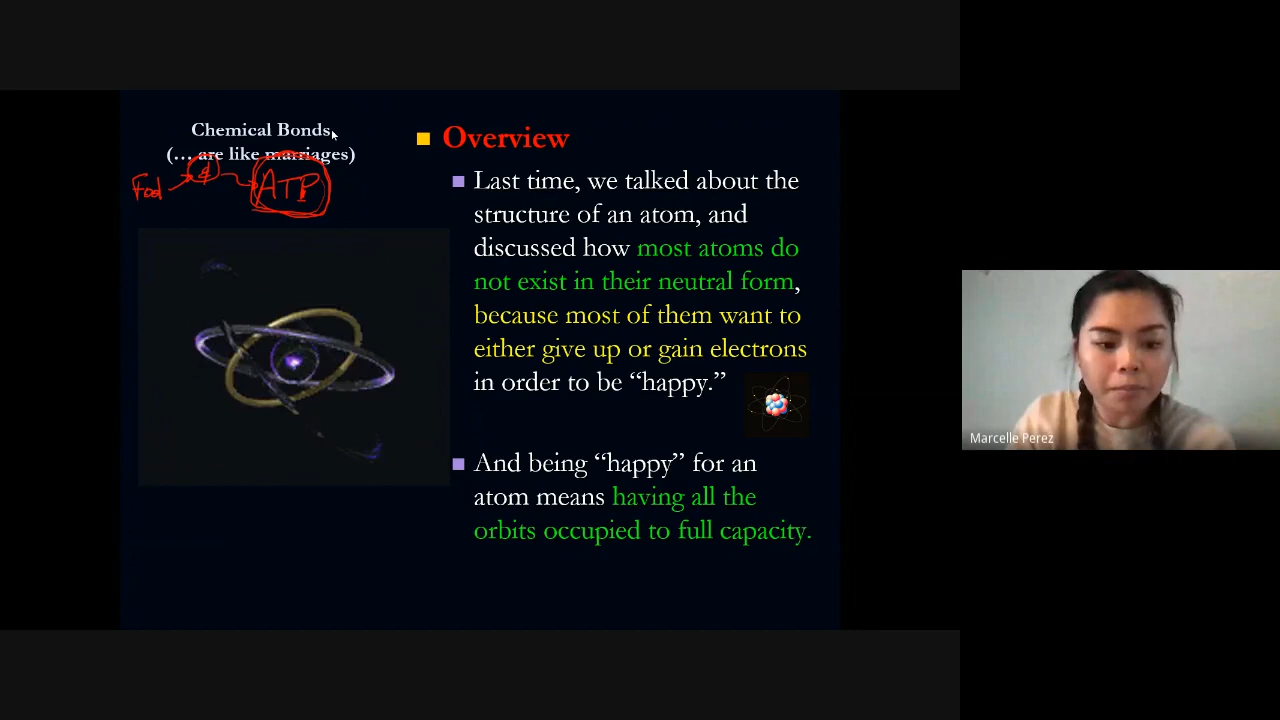 Chemical Bonds
(… are like marriages)
Food
ATP
Overview
Last time, we talked about the
structure of an atom, and
discussed how most atoms do
not exist in their neutral form,
because most of them want to
either give up or gain electrons
in order to be “happy.”
And being “happy” for an
atom means having all the
orbits occupied to full capacity.
Marcelle Perez